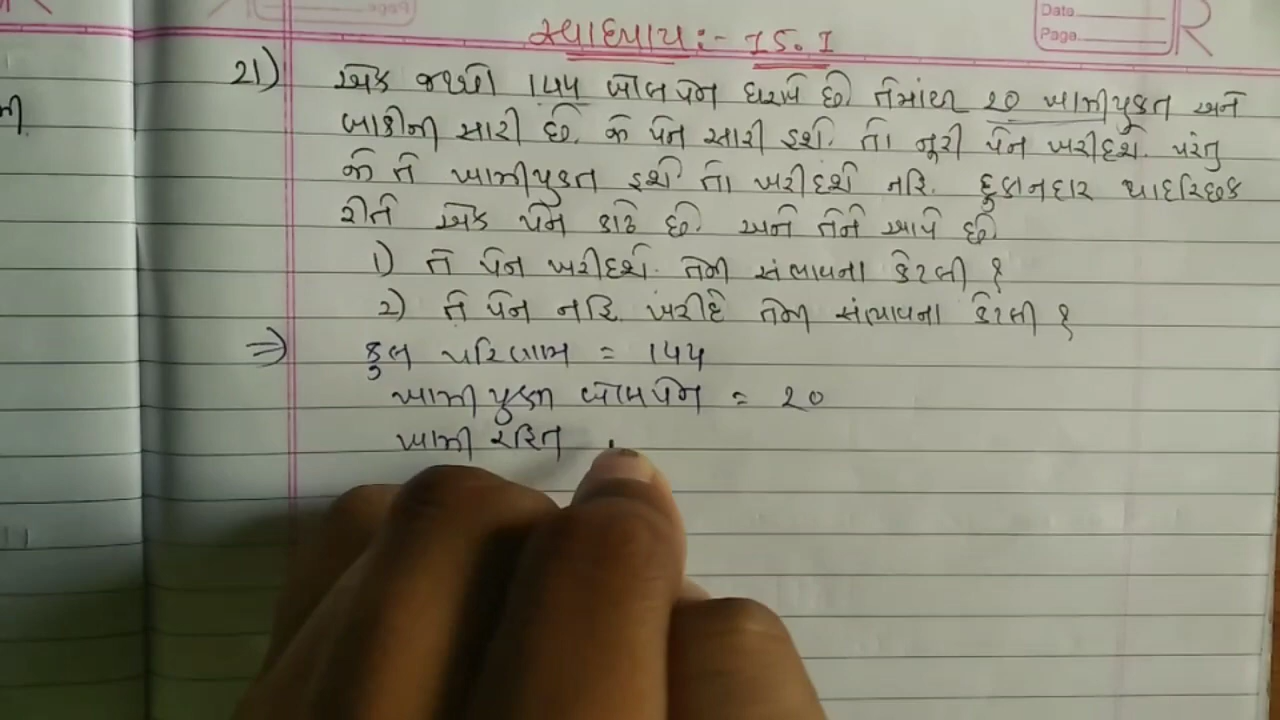 Date
Page
સ્વાધ્યાય :- 15.1
21) એક જથ્થો 144 બોલપેન ધરાવે છે તેમાંથી 20 ખામીયુક્ત અને
બાકીની સારી છે. જો પેન સારી હશે. તો નૂરી પેન ખરીદશે. પરંતુ
જો તે ખામીયુક્ત હશે તો ખરીદશે નહિ. દુકાનદાર યાદચ્છિક
રીતે એક પેન કાઢે છે અને તેને આપે છે
1) તે પેન ખરીદશે. તેની સંભાવના કેટલી ?
2) તે પેન નહિ ખરીદે તેની સંભાવના કેટલી ?
⇒ કુલ પરિણામ = 144
ખામીયુક્ત બોલપેન = 20
ખામી રહિત